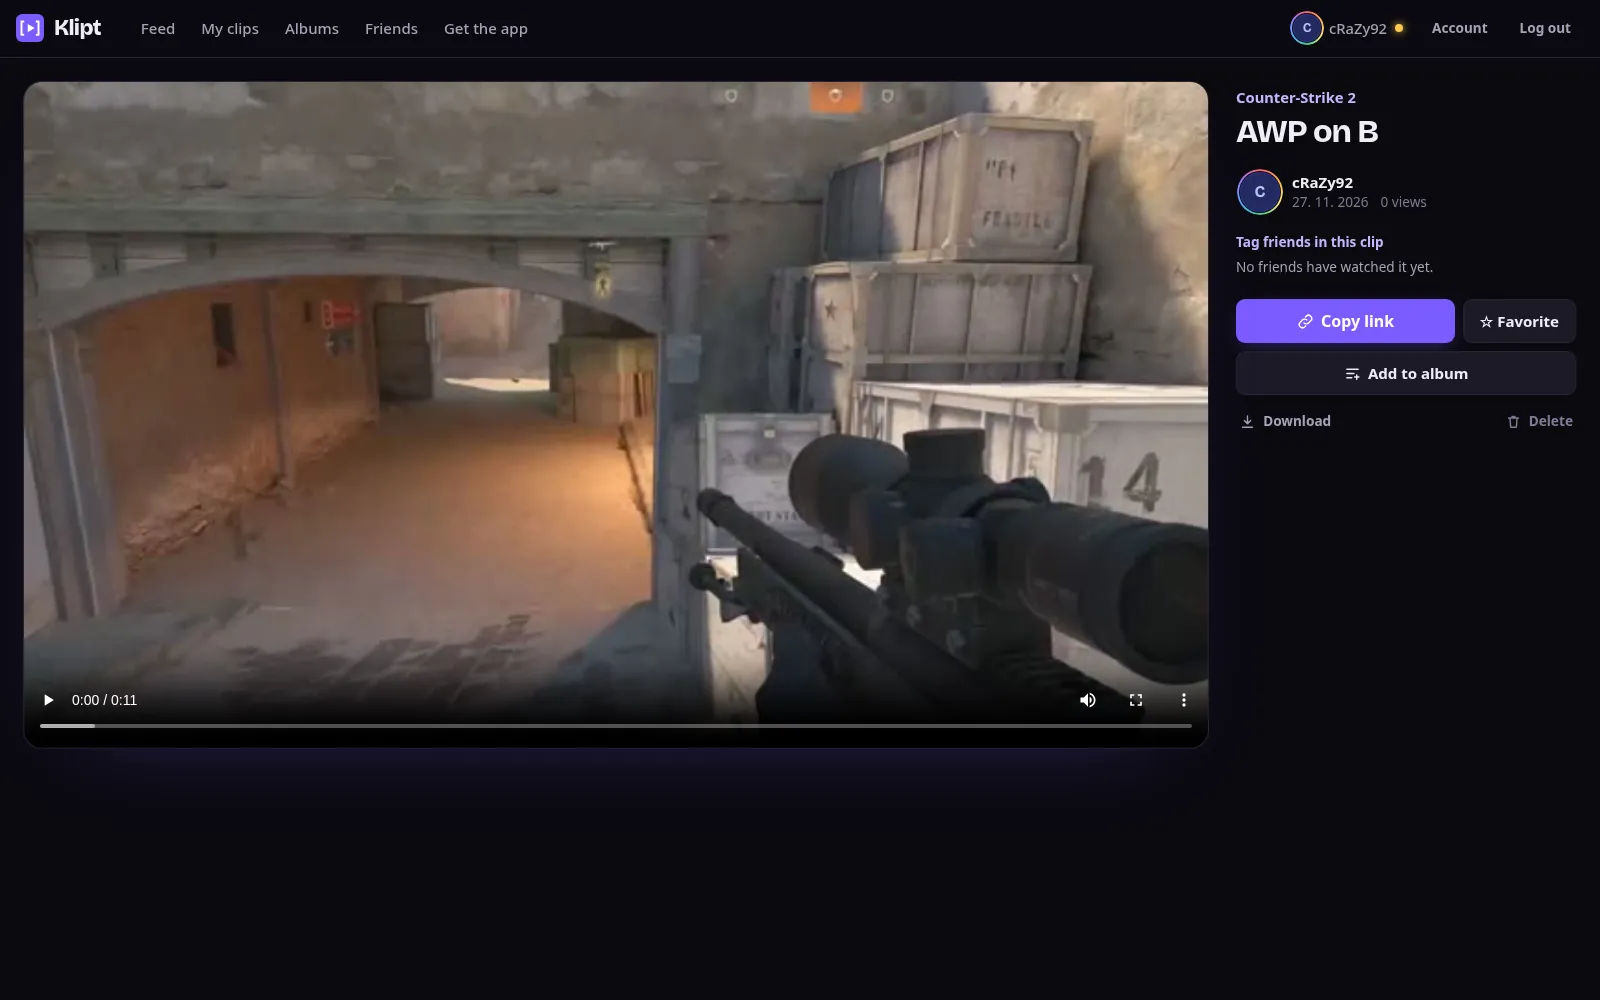 Klipt
Feed
My clips
Albums
Friends
Get the app
C
cRaZy92
Account
Log out
Counter-Strike 2
AWP on B
C
cRaZy92
27. 11. 2026
0 views
Tag friends in this clip
No friends have watched it yet.
Copy link
☆ Favorite
Add to album
Download
Delete
FRAGILE
14
0:00 / 0:11